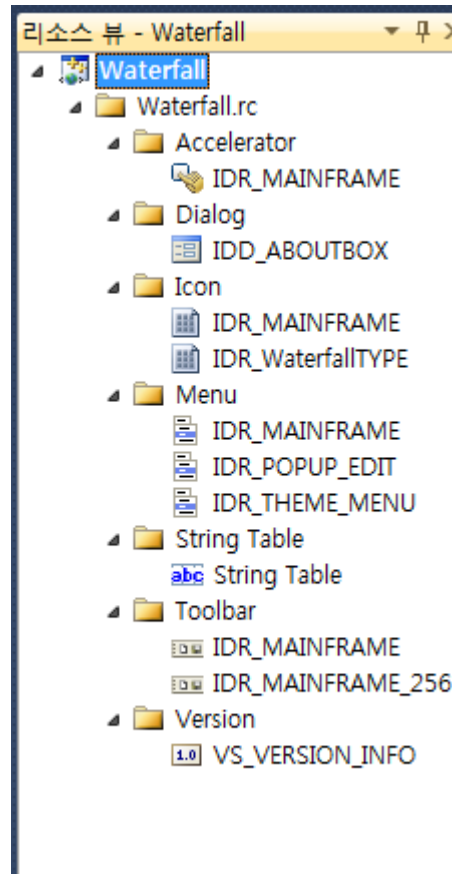 리소스 뷰 - Waterfall
Waterfall
Waterfall.rc
Accelerator
IDR_MAINFRAME
Dialog
IDD_ABOUTBOX
Icon
IDR_MAINFRAME
IDR_WaterfallTYPE
Menu
IDR_MAINFRAME
IDR_POPUP_EDIT
IDR_THEME_MENU
String Table
abc String Table
Toolbar
IDR_MAINFRAME
IDR_MAINFRAME_256
Version
1.0 VS_VERSION_INFO